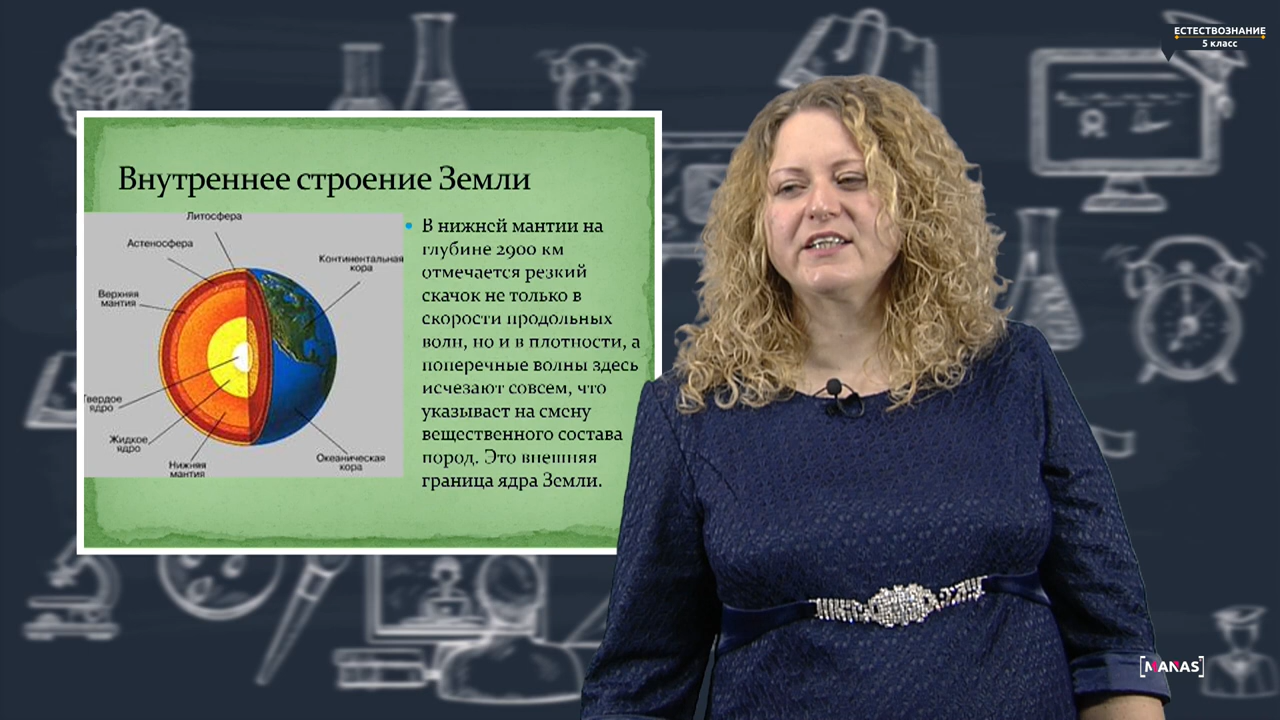 ЕСТЕСТВОЗНАНИЕ
5 класс
Внутреннее строение Земли
Литосфера
Астеносфера
Континентальная
кора
Верхняя
мантия
Твердое
ядро
Жидкое
ядро
Нижняя
мантия
Океаническая
кора
В нижней мантии на
глубине 2900 км
отмечается резкий
скачок не только в
скорости продольных
волн, но и в плотности, а
поперечные волны здесь
исчезают совсем, что
указывает на смену
вещественного состава
пород. Это внешняя
граница ядра Земли.
[MANAS]